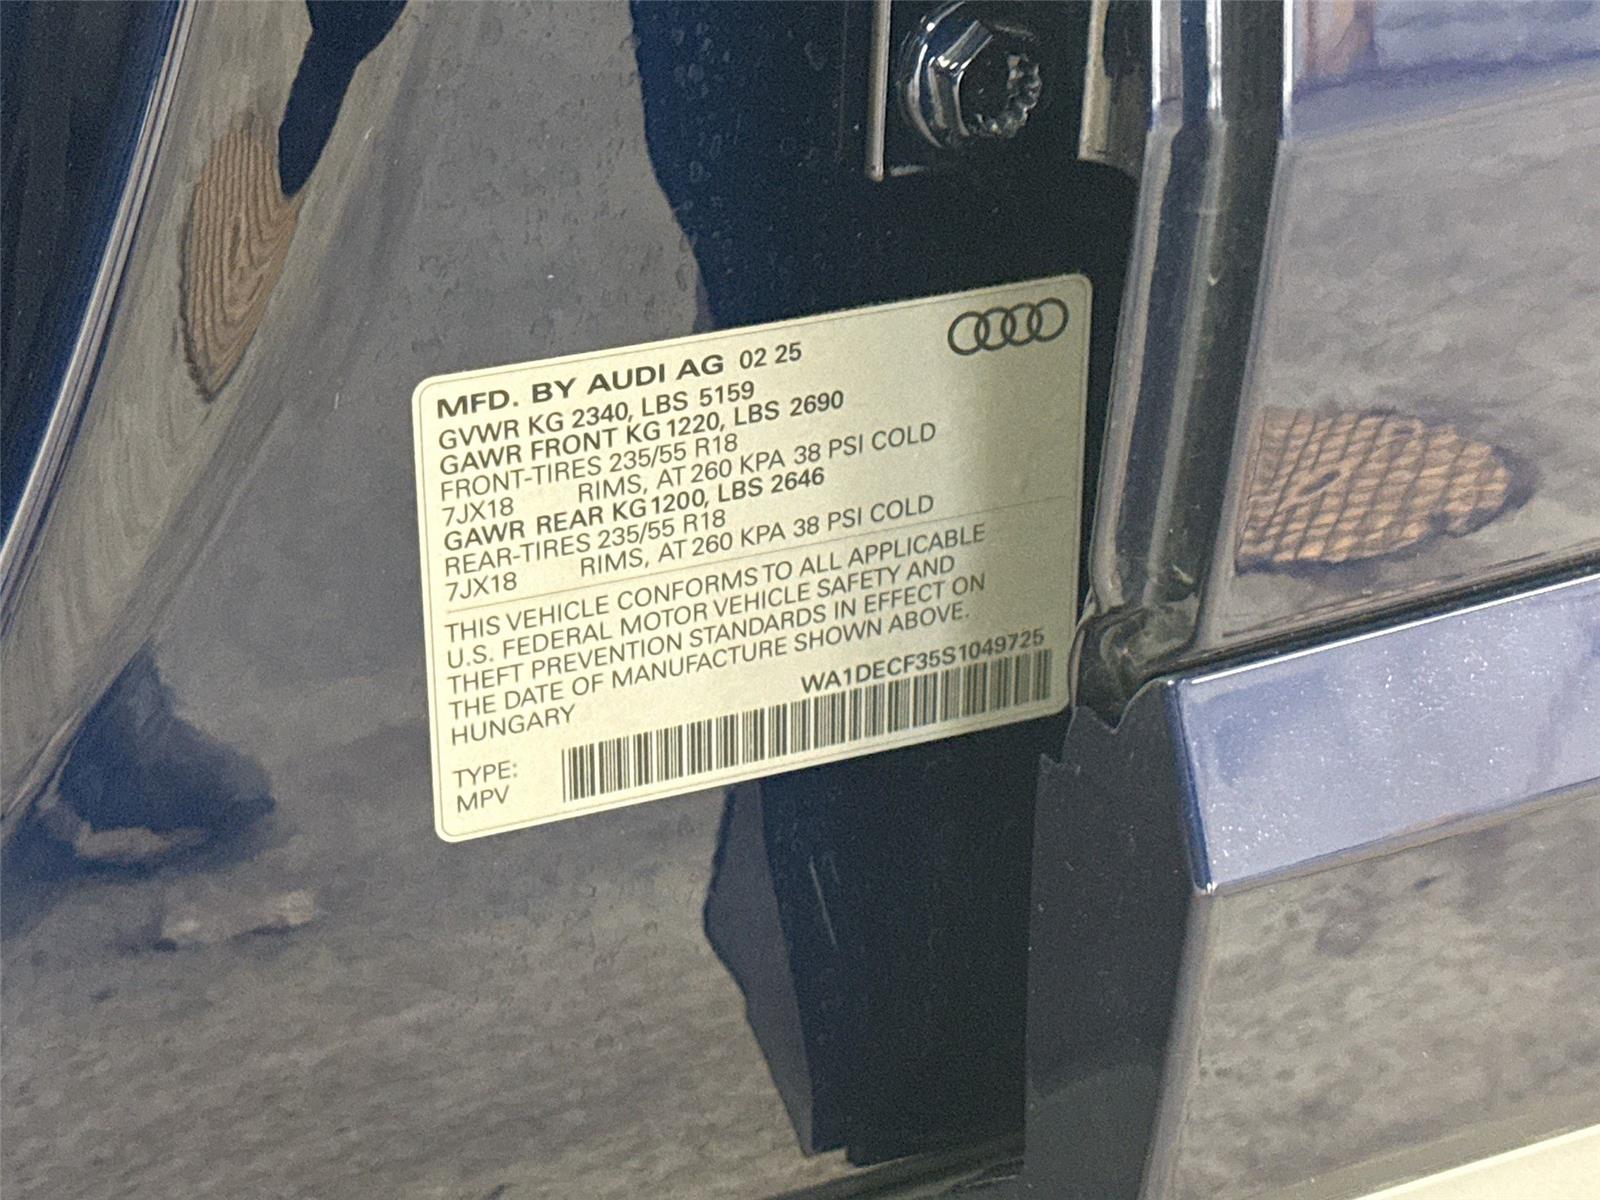 MFD. BY AUDI AG 02 25
GVWR KG 2340, LBS 5159
GAWR FRONT KG 1220, LBS 2690
FRONT-TIRES 235/55 R18
7JX18 RIMS, AT 260 KPA 38 PSI COLD
GAWR REAR KG 1200, LBS 2646
REAR-TIRES 235/55 R18
7JX18 RIMS, AT 260 KPA 38 PSI COLD
THIS VEHICLE CONFORMS TO ALL APPLICABLE
U.S. FEDERAL MOTOR VEHICLE SAFETY AND
THEFT PREVENTION STANDARDS IN EFFECT ON
THE DATE OF MANUFACTURE SHOWN ABOVE.
HUNGARY
WA1DECF35S1049725
TYPE:
MPV